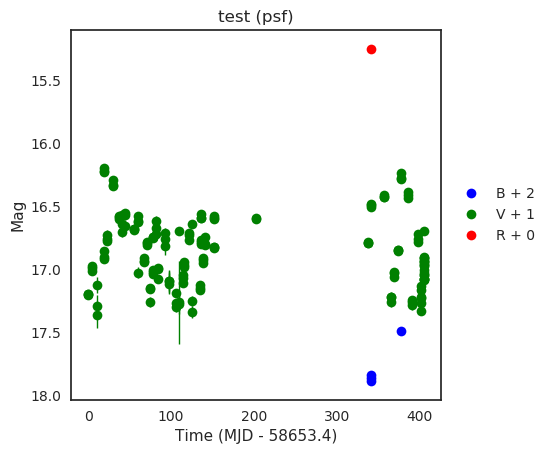 test (psf)
15.5
16.0
16.5
17.0
17.5
18.0
Mag
0
100
200
300
400
Time (MJD - 58653.4)
B + 2
V + 1
R + 0